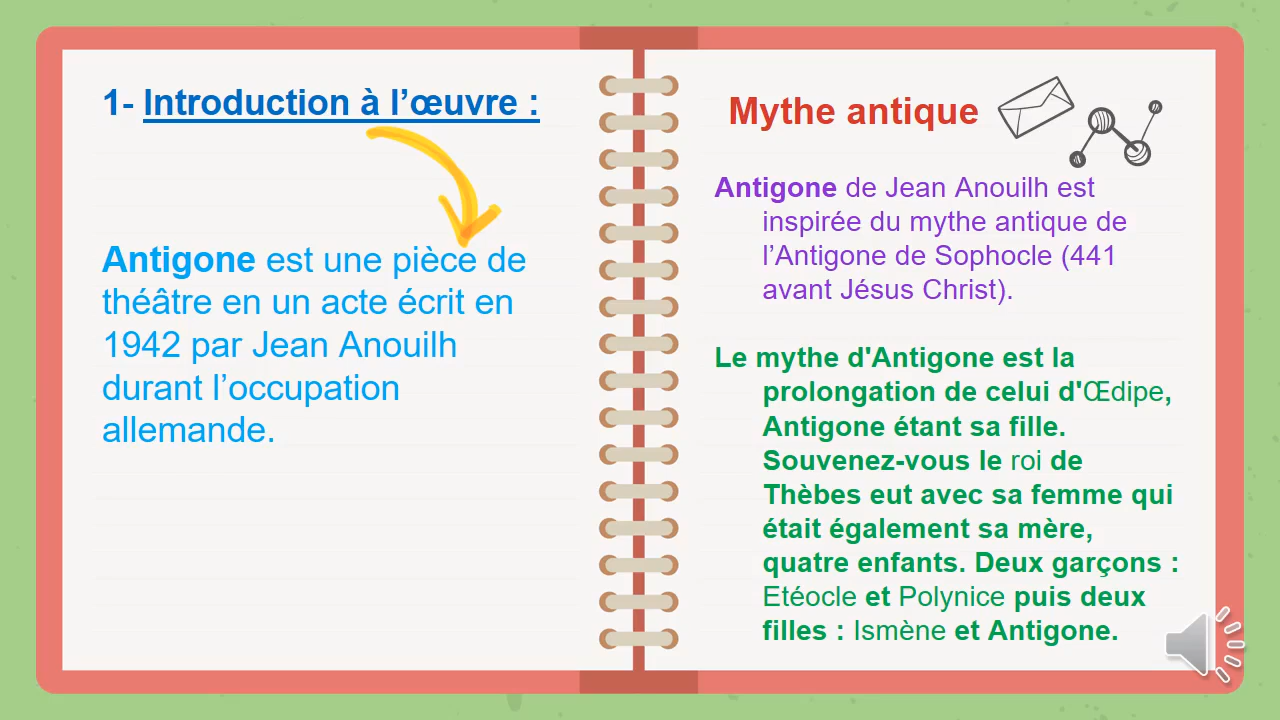 1- Introduction à l’œuvre :
Antigone est une pièce de
théâtre en un acte écrit en
1942 par Jean Anouilh
durant l’occupation
allemande.
Mythe antique
Antigone de Jean Anouilh est
inspirée du mythe antique de
l’Antigone de Sophocle (441
avant Jésus Christ).
Le mythe d'Antigone est la
prolongation de celui d'Œdipe,
Antigone étant sa fille.
Souvenez-vous le roi de
Thèbes eut avec sa femme qui
était également sa mère,
quatre enfants. Deux garçons :
Etéocle et Polynice puis deux
filles : Ismène et Antigone.